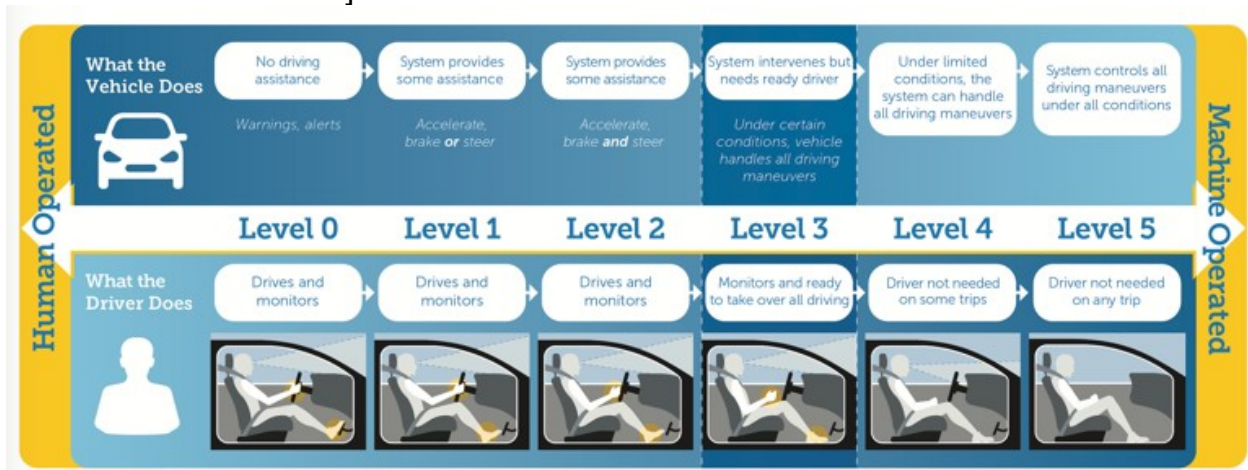 ]
Human Operated
What the
Vehicle Does
No driving
assistance
Warnings, alerts
System provides
some assistance
Accelerate,
brake or steer
System provides
some assistance
Accelerate,
brake and steer
System intervenes but
needs ready driver
Under certain
conditions, vehicle
handles all driving
maneuvers
Under limited
conditions, the
system can handle
all driving maneuvers
System controls all
driving maneuvers
under all conditions
Level 0 Level 1 Level 2 Level 3 Level 4 Level 5
What the
Driver Does
Drives and
monitors
Drives and
monitors
Drives and
monitors
Monitors and ready
to take over all driving
Driver not needed
on some trips
Driver not needed
on any trip
Machine Operated